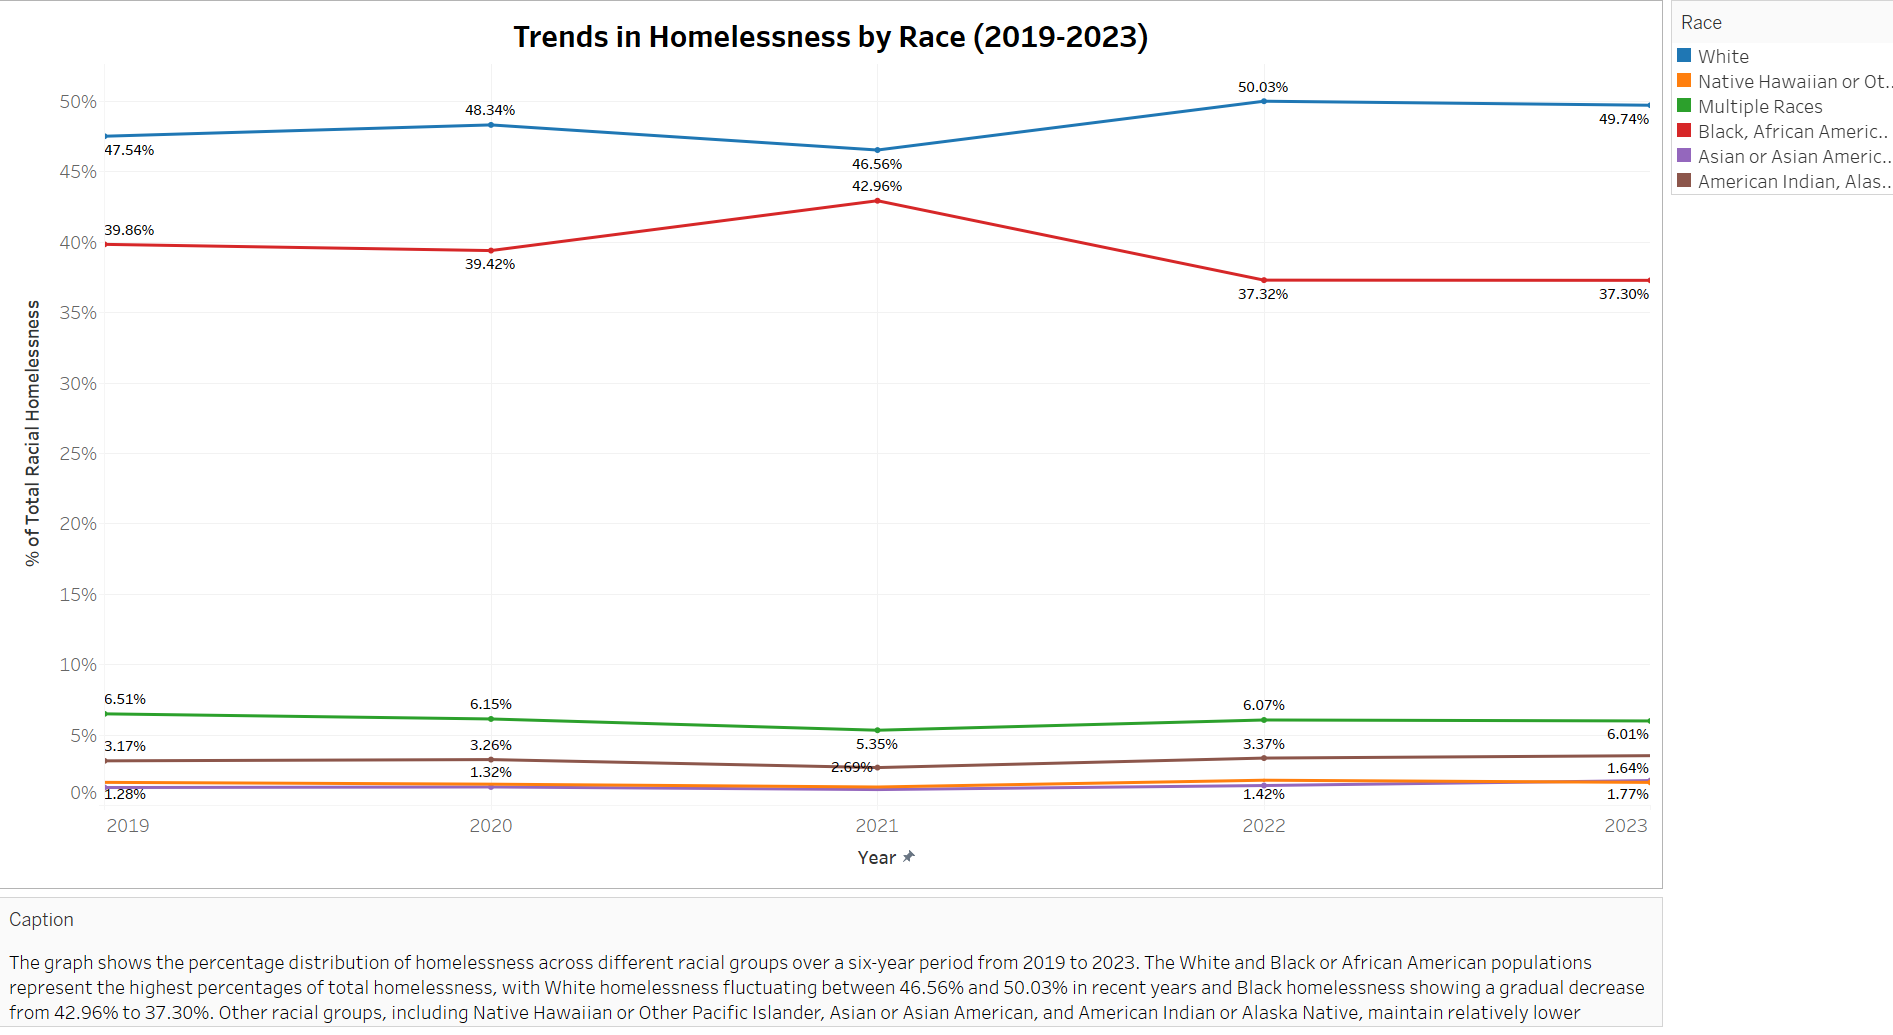 Trends in Homelessness by Race (2019-2023)
Race
White
Native Hawaiian or Ot..
Multiple Races
Black, African Americ..
Asian or Asian Americ..
American Indian, Alas..
% of Total Racial Homelessness
50%
45%
40%
35%
30%
25%
20%
15%
10%
5%
0%
47.54%
48.34%
46.56%
50.03%
49.74%
39.86%
39.42%
42.96%
37.32%
37.30%
6.51%
6.15%
5.35%
6.07%
6.01%
3.17%
3.26%
2.69%
3.37%
1.64%
1.28%
1.32%
1.42%
1.77%
2019
2020
2021
2022
2023
Year
Caption
The graph shows the percentage distribution of homelessness across different racial groups over a six-year period from 2019 to 2023. The White and Black or African American populations
represent the highest percentages of total homelessness, with White homelessness fluctuating between 46.56% and 50.03% in recent years and Black homelessness showing a gradual decrease
from 42.96% to 37.30%. Other racial groups, including Native Hawaiian or Other Pacific Islander, Asian or Asian American, and American Indian or Alaska Native, maintain relatively lower